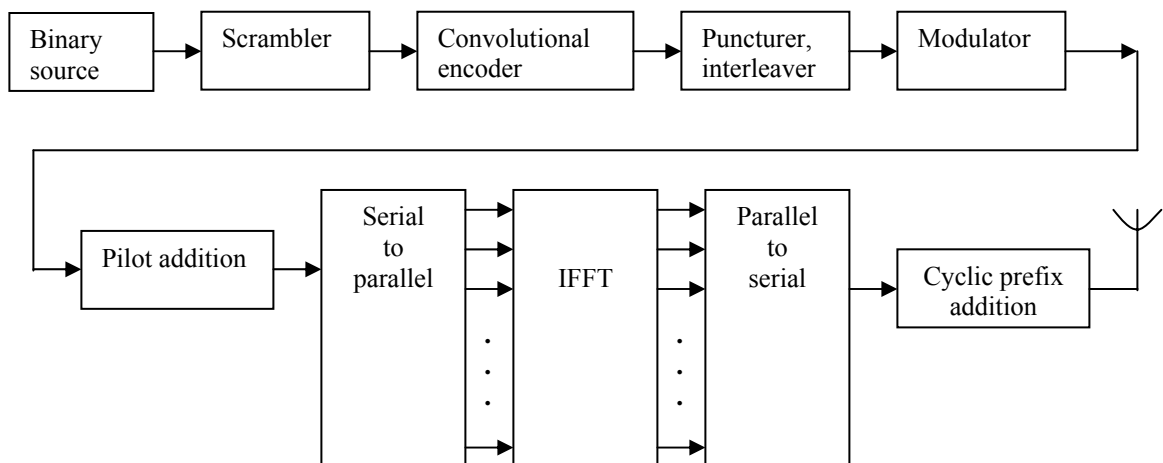 Binary
source
Scrambler
Convolutional
encoder
Puncturer,
interleaver
Modulator
Pilot addition
Serial
to
parallel
IFFT
Parallel
to
serial
Cyclic prefix
addition